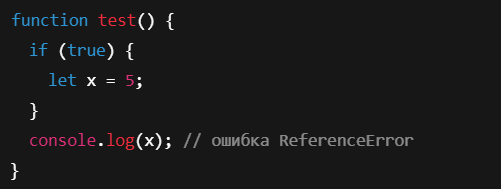 function test() {
  if (true) {
    let x = 5;
  }
  console.log(x); // ошибка ReferenceError
}